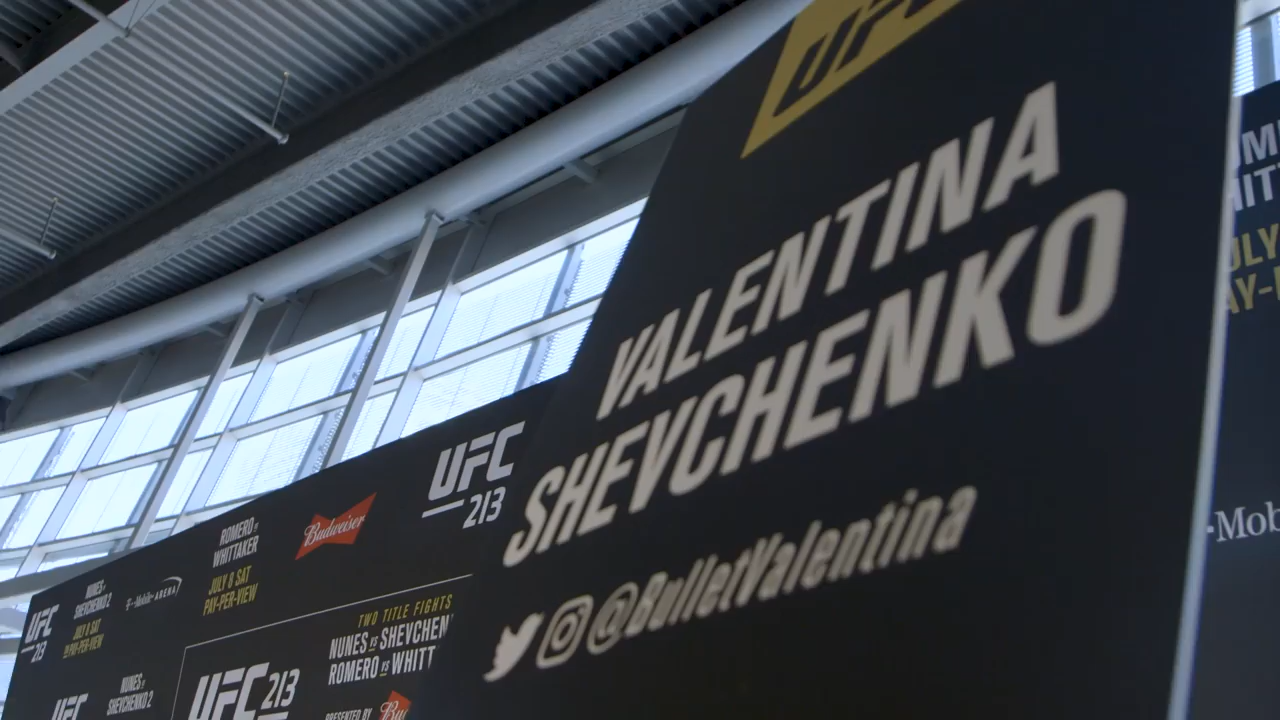 UFC
VALENTINA
SHEVCHENKO
@BulletValentina
UFC
213
ROMERO VS
WHITTAKER
JULY 8 SAT
PAY-PER-VIEW
Budweiser
UFC
213
NUNES VS
SHEVCHENKO 2
JULY 8 SAT
PAY-PER-VIEW
T-Mobile ARENA
TWO TITLE FIGHTS
NUNES VS SHEVCHEN
ROMERO VS WHITT
PRESENTED BY Bu
UFC 213
UFC
NUNES VS
SHEVCHENKO 2